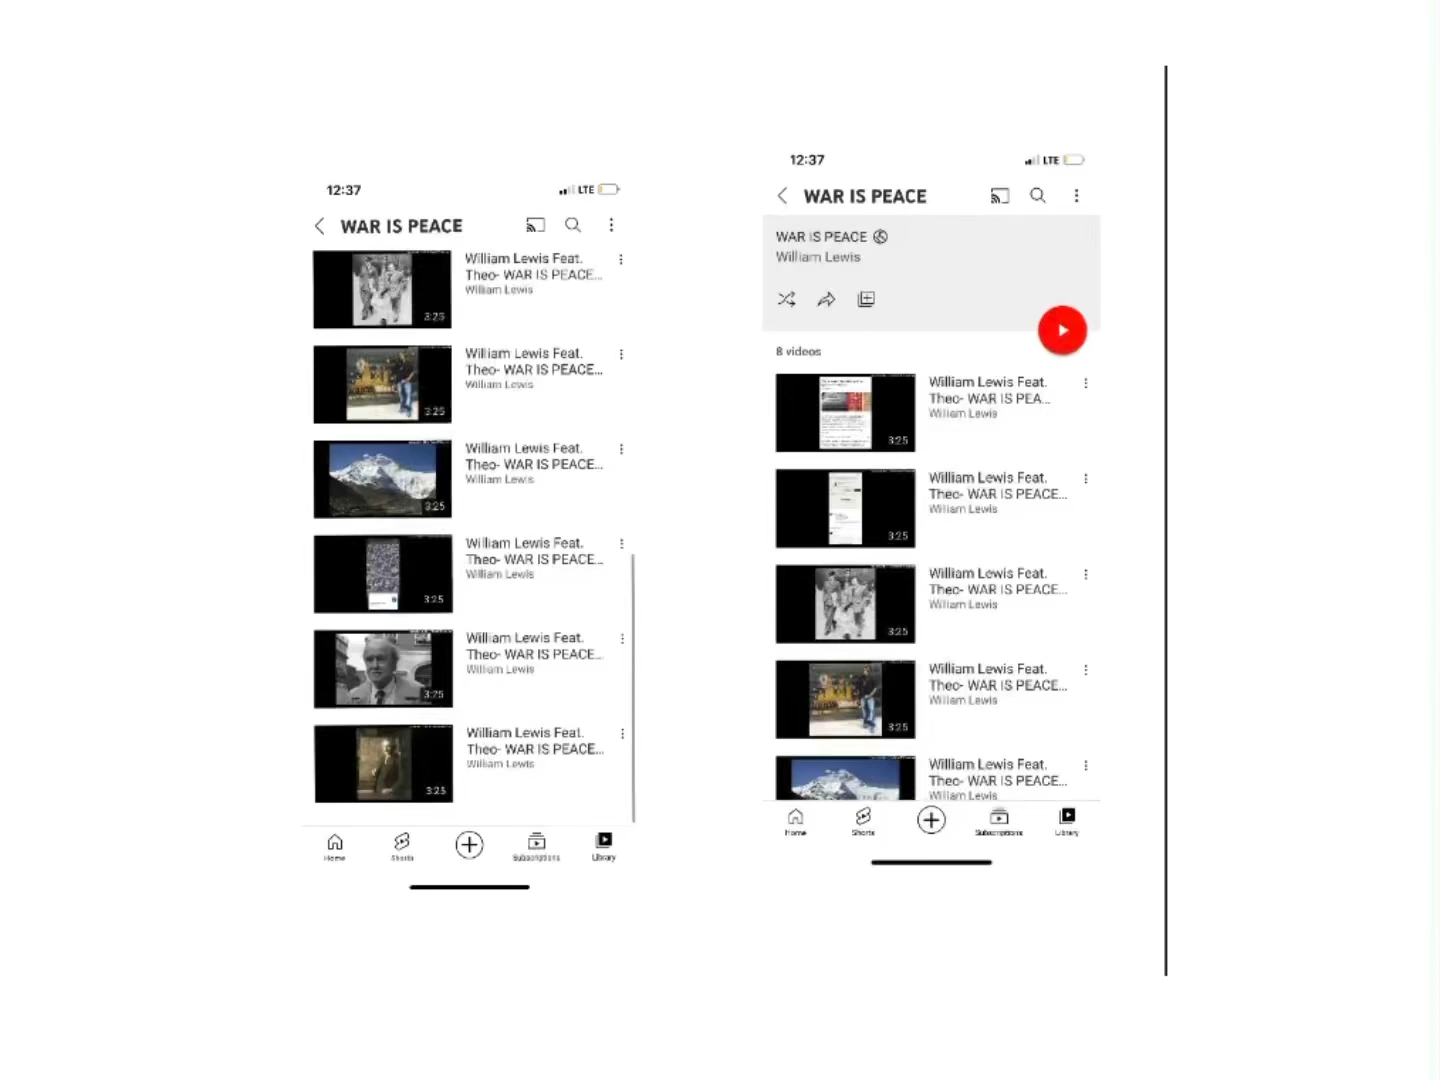 12:37
LTE
WAR IS PEACE
William Lewis Feat.
Theo- WAR IS PEACE...
William Lewis
3:25
William Lewis Feat.
Theo- WAR IS PEACE...
William Lewis
3:25
William Lewis Feat.
Theo- WAR IS PEACE...
William Lewis
3:25
William Lewis Feat.
Theo- WAR IS PEACE...
William Lewis
3:25
William Lewis Feat.
Theo- WAR IS PEACE...
William Lewis
3:25
William Lewis Feat.
Theo- WAR IS PEACE...
William Lewis
3:25
Home
Shorts
Subscriptions
Library
12:37
LTE
WAR IS PEACE
WAR IS PEACE
William Lewis
8 videos
William Lewis Feat.
Theo- WAR IS PEA...
William Lewis
3:25
William Lewis Feat.
Theo- WAR IS PEACE...
William Lewis
3:25
William Lewis Feat.
Theo- WAR IS PEACE...
William Lewis
3:25
William Lewis Feat.
Theo- WAR IS PEACE...
William Lewis
3:25
William Lewis Feat.
Theo- WAR IS PEACE...
William Lewis
Home
Shorts
Subscriptions
Library